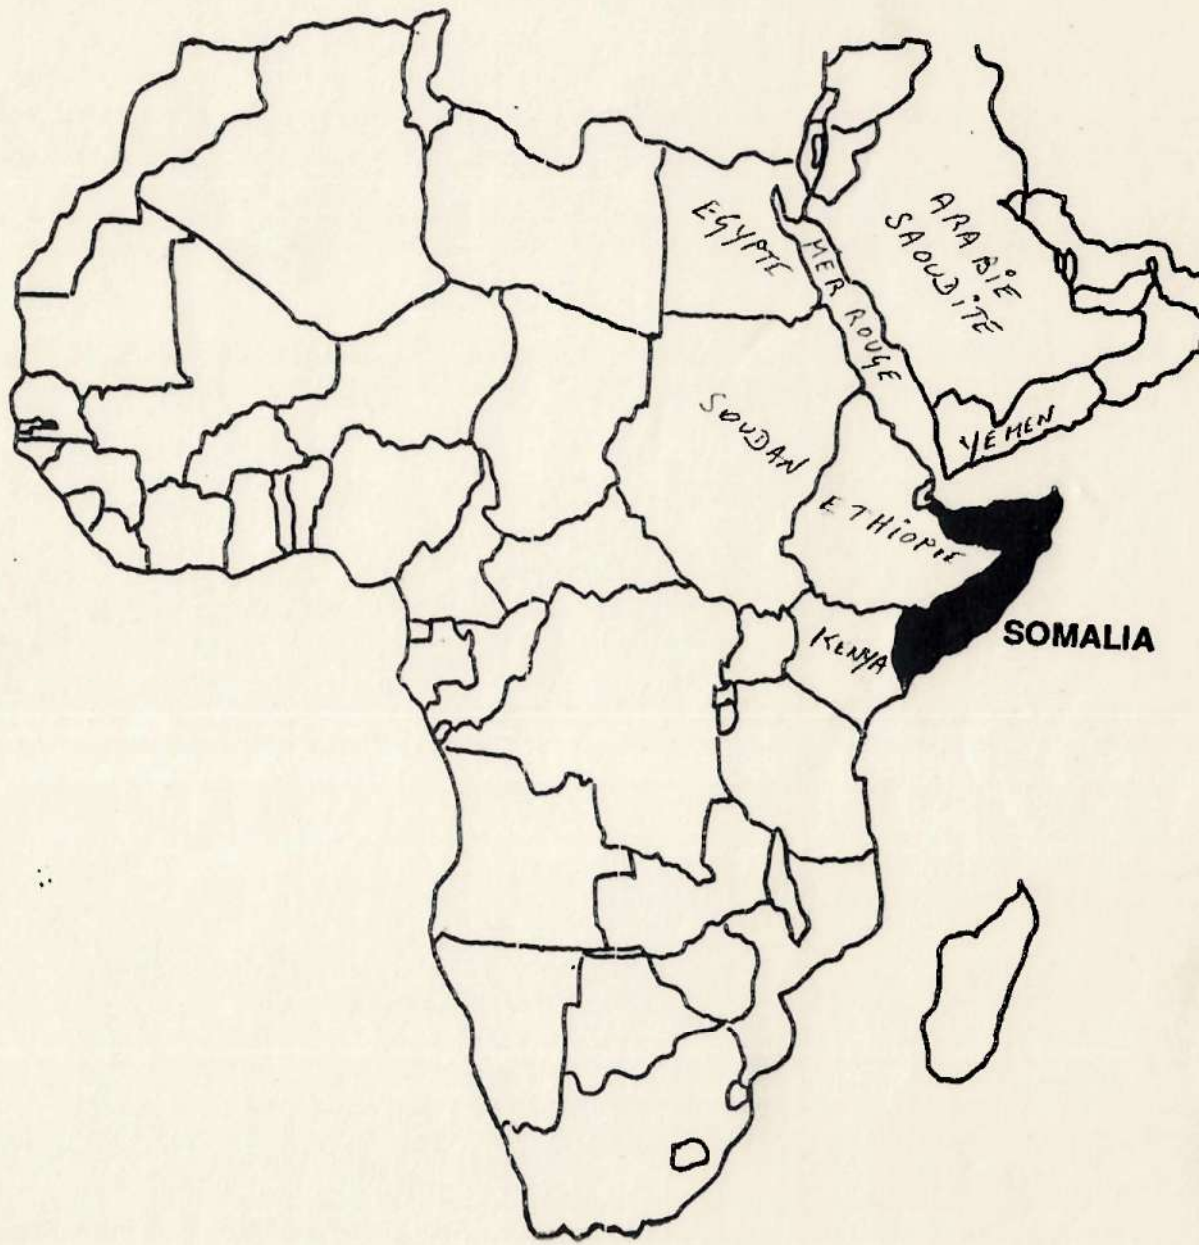 EGYPTE
MER ROUGE
ARABIE
SAOUDITE
SOUDAN
YEMEN
ETHIOPIE
SOMALIA
KENYA